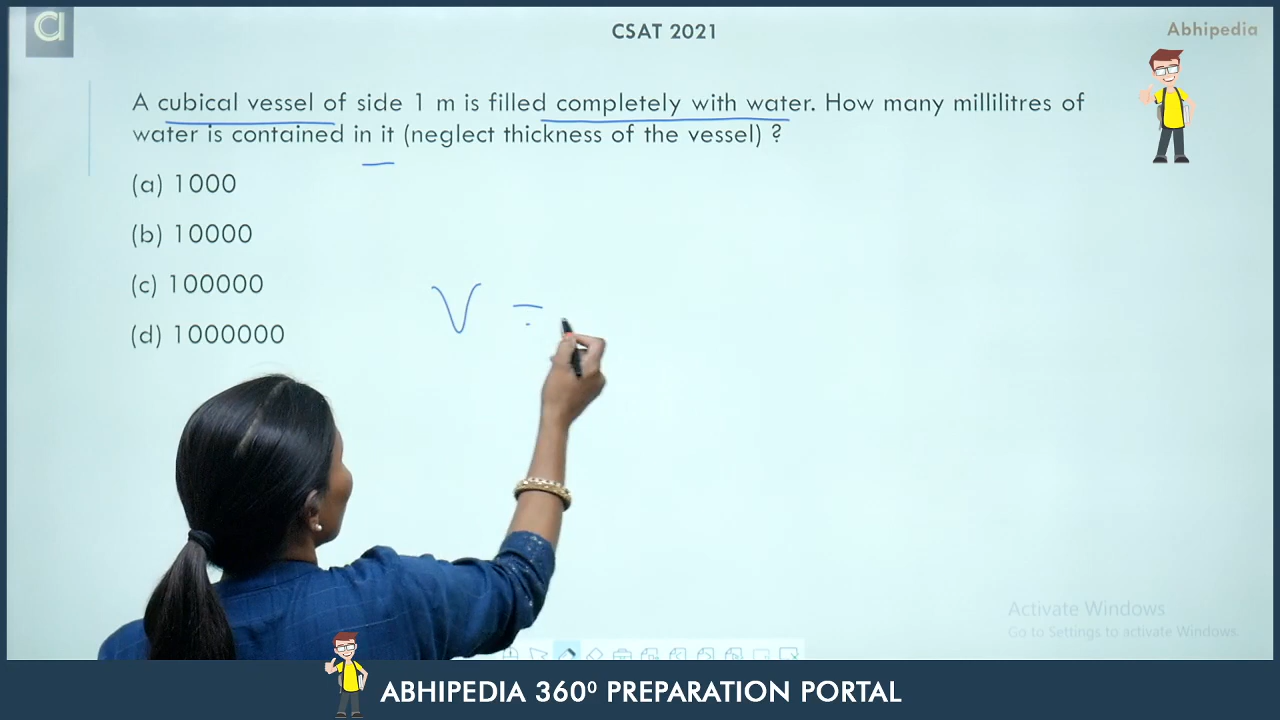 a
CSAT 2021
Abhipedia
A cubical vessel of side 1 m is filled completely with water. How many millilitres of
water is contained in it (neglect thickness of the vessel) ?
(a) 1000
(b) 10000
(c) 100000
(d) 1000000
V =
Activate Windows
Go to Settings to activate Windows.
ABHIPEDIA 360⁰ PREPARATION PORTAL